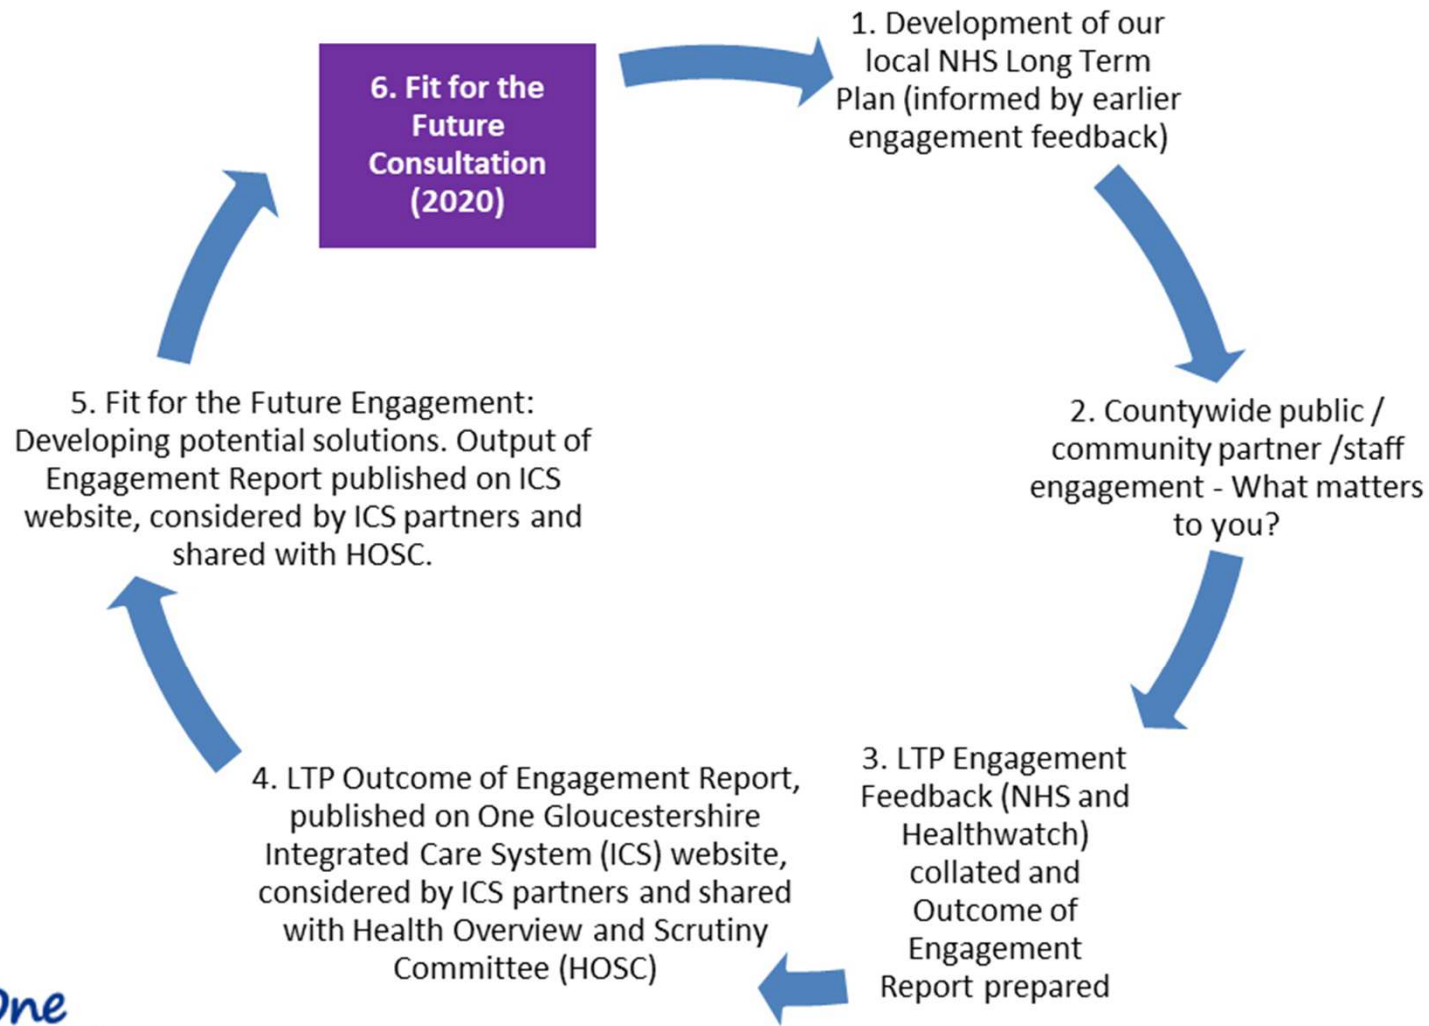 1. Development of our
local NHS Long Term
Plan (informed by earlier
engagement feedback)
2. Countywide public /
community partner /staff
engagement - What matters
to you?
3. LTP Engagement
Feedback (NHS and
Healthwatch)
collated and
Outcome of
Engagement
Report prepared
4. LTP Outcome of Engagement Report,
published on One Gloucestershire
Integrated Care System (ICS) website,
considered by ICS partners and shared
with Health Overview and Scrutiny
Committee (HOSC)
5. Fit for the Future Engagement:
Developing potential solutions. Output of
Engagement Report published on ICS
website, considered by ICS partners and
shared with HOSC.
6. Fit for the
Future
Consultation
(2020)
One